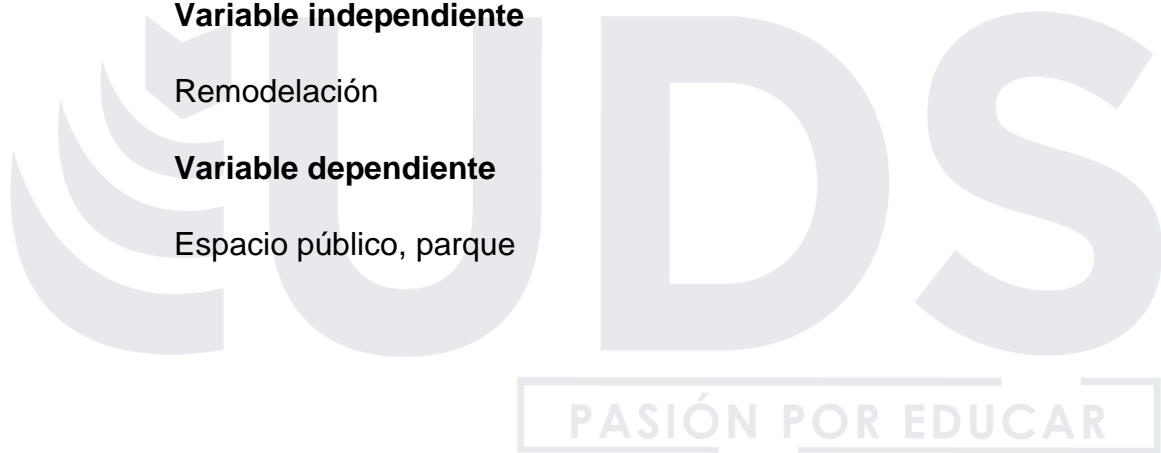 Variable independiente
Remodelación
Variable dependiente
Espacio público, parque
UDS
PASIÓN POR EDUCAR